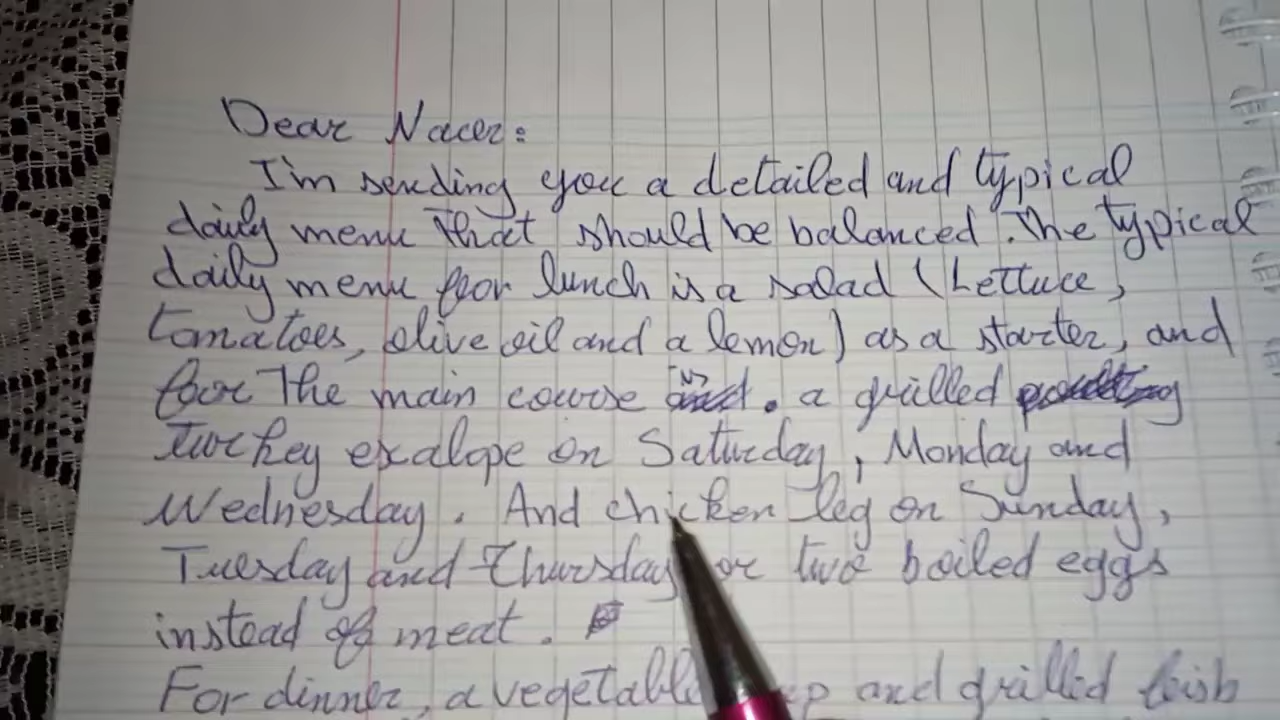 Dear Nacer:
I'm sending you a detailed and typical
daily menu that should be balanced. The typical
daily menu for lunch is a salad (Lettuce,
tomatoes, olive oil and a lemon) as a starter, and
for The main course is . a grilled
turkey exalope on Saturday, Monday and
Wednesday. And chicken leg on Sunday,
Tuesday and Thursday or two boiled eggs
instead of meat.
For dinner, a vegetable and grilled fish